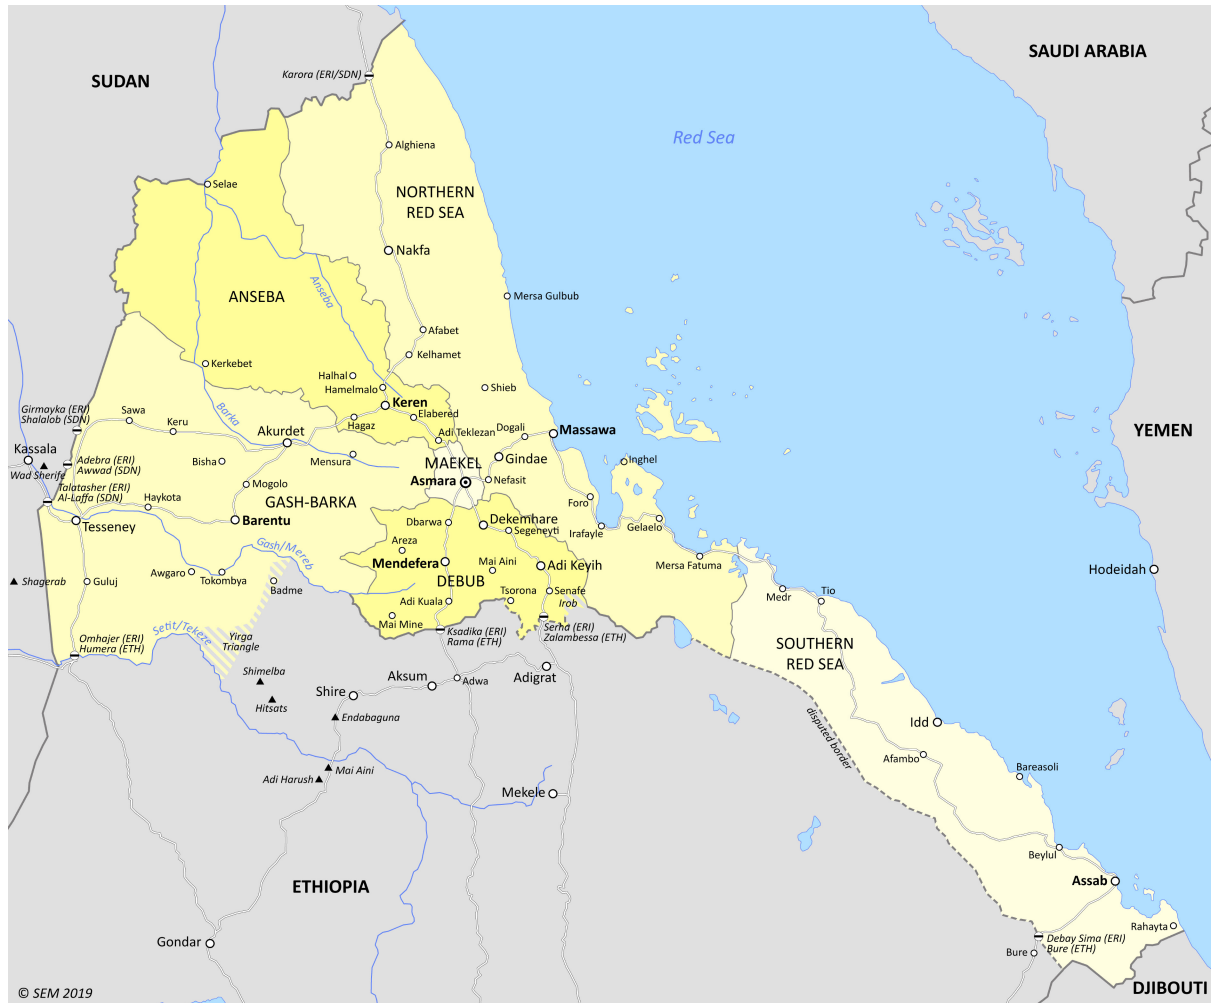 SAUDI ARABIA
SUDAN
Karora (ERI/SDN)
Red Sea
Alghiena
Selae
NORTHERN
RED SEA
Nakfa
ANSEBA
Anseba
Mersa Gulbub
Afabet
Kelhamet
Kerkebet
Halhal
Hamelmalo
Shieb
Keren
Girmayka (ERI)
Shalalob (SDN)
Sawa
Barka
Elabered
Keru
Hagaz
Akurdet
Adi Teklezan
Dogali
Massawa
YEMEN
Kassala
Wad Sherife
Adebra (ERI)
Awwad (SDN)
Bisha
Mensura
MAEKEL
Gindae
Inghel
Asmara
Nefasit
Talatasher (ERI)
Al-Laffa (SDN)
Mogolo
Haykota
GASH-BARKA
Foro
Tesseney
Barentu
Dbarwa
Dekemhare
Segeneyti
Irafayle
Gelaelo
Areza
Gash/Mereb
Mendefera
Mai Aini
Adi Keyih
Mersa Fatuma
Hodeidah
Shagerab
Guluj
Awgaro
Tokombya
Badme
DEBUB
Senafe
Irob
Tsorona
Medr
Tio
Adi Kuala
Mai Mine
Setit/Tekeze
Omhajer (ERI)
Humera (ETH)
Yirga
Triangle
Ksadika (ERI)
Rama (ETH)
Serha (ERI)
Zalambessa (ETH)
SOUTHERN
RED SEA
Shimelba
Hitsats
Shire
Aksum
Adwa
Adigrat
Endabaguna
disputed border
Idd
Afambo
Mai Aini
Adi Harush
Bareasoli
Mekele
Beylul
Assab
ETHIOPIA
Rahayta
Gondar
Debay Sima (ERI)
Bure (ETH)
Bure
DJIBOUTI
© SEM 2019